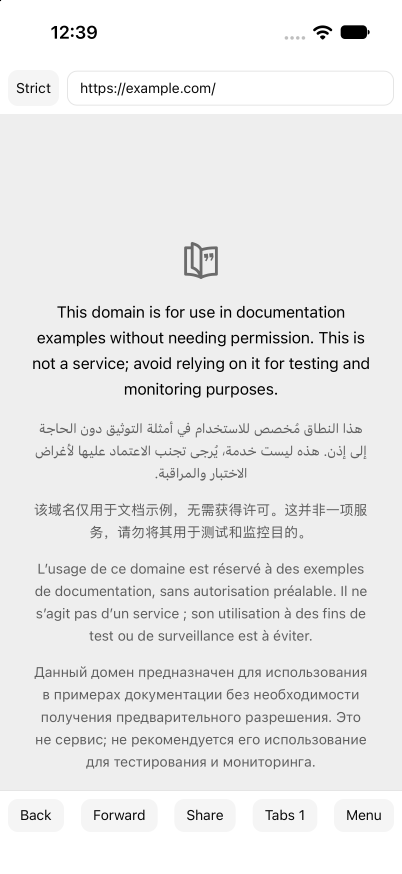 12:39
Strict
https://example.com/
This domain is for use in documentation
examples without needing permission. This is
not a service; avoid relying on it for testing and
monitoring purposes.
هذا النطاق مُخصص للاستخدام في أمثلة التوثيق دون الحاجة
إلى إذن. هذه ليست خدمة، يُرجى تجنب الاعتماد عليها لأغراض
الاختبار والمراقبة.
该域名仅用于文档示例，无需获得许可。这并非一项服
务，请勿将其用于测试和监控目的。
L’usage de ce domaine est réservé à des exemples
de documentation, sans autorisation préalable. Il ne
s’agit pas d’un service ; son utilisation à des fins de
test ou de surveillance est à éviter.
Данный домен предназначен для использования
в примерах документации без необходимости
получения предварительного разрешения. Это
не сервис; не рекомендуется его использование
для тестирования и мониторинга.
Back
Forward
Share
Tabs 1
Menu